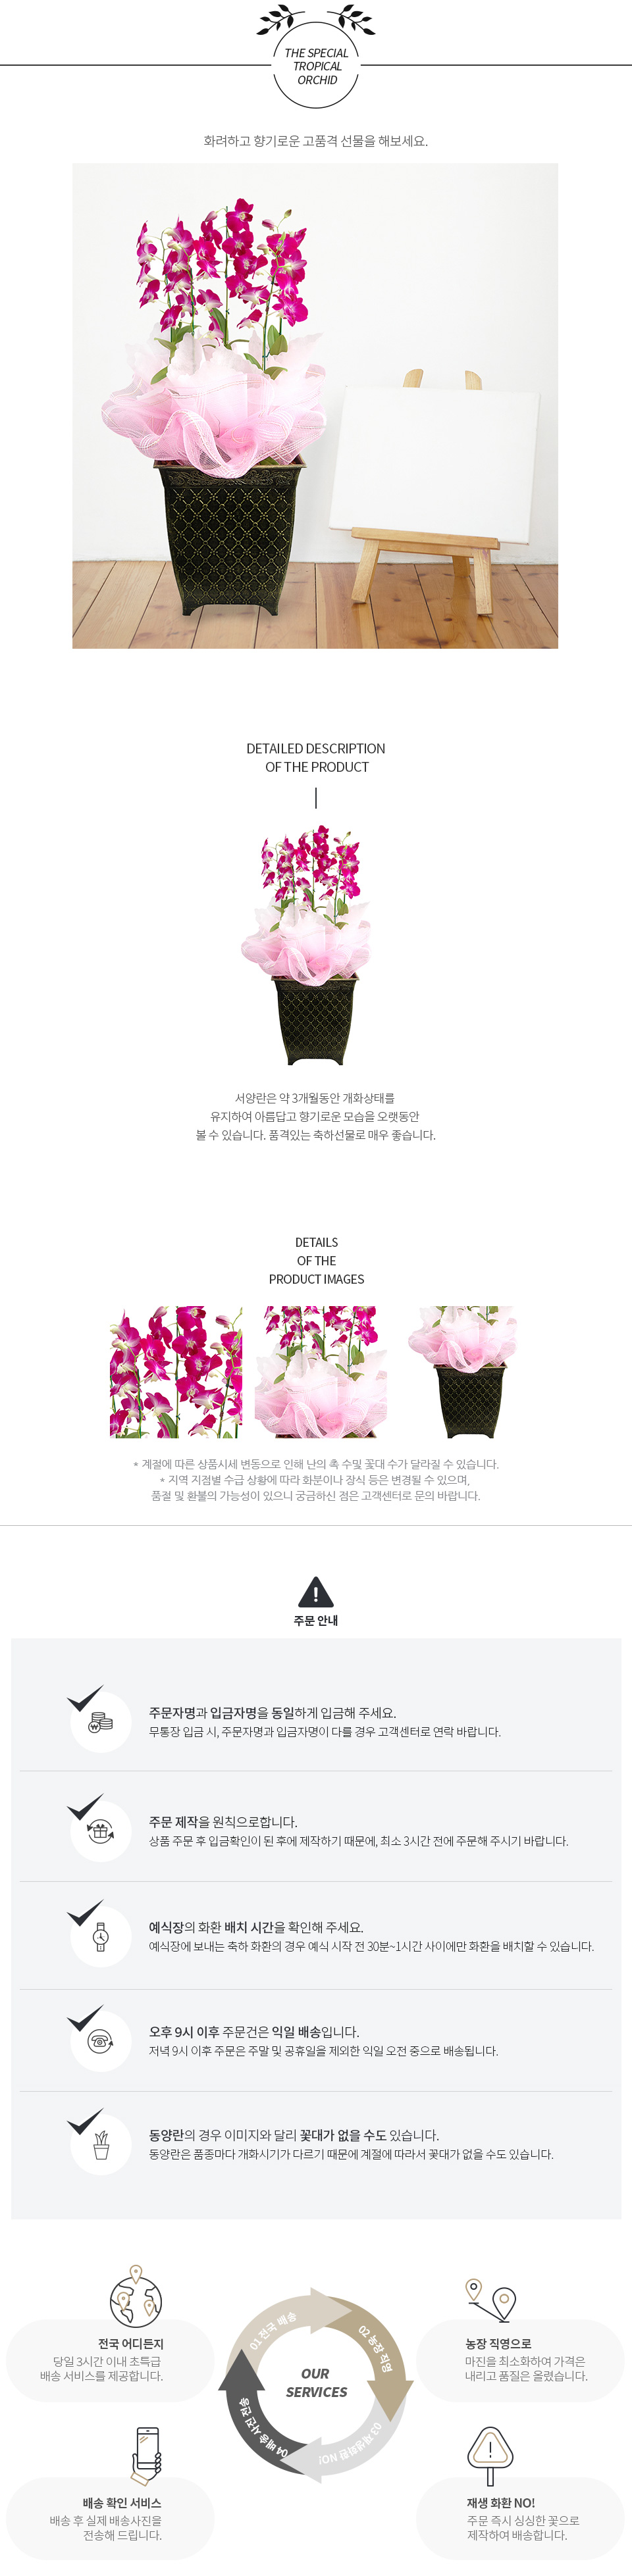 THE SPECIAL
TROPICAL
ORCHID
화려하고 향기로운 고품격 선물을 해보세요.
DETAILED DESCRIPTION
OF THE PRODUCT
서양란은 약 3개월동안 개화상태를
유지하여 아름답고 향기로운 모습을 오랫동안
볼 수 있습니다. 품격있는 축하선물로 매우 좋습니다.
DETAILS
OF THE
PRODUCT IMAGES
* 계절에 따른 상품시세 변동으로 인해 난의 촉 수및 꽃대 수가 달라질 수 있습니다.
* 지역 지점별 수급 상황에 따라 화분이나 장식 등은 변경될 수 있으며,
품절 및 환불의 가능성이 있으니 궁금하신 점은 고객센터로 문의 바랍니다.
주문 안내
주문자명과 입금자명을 동일하게 입금해 주세요.
무통장 입금 시, 주문자명과 입금자명이 다를 경우 고객센터로 연락 바랍니다.
주문 제작을 원칙으로합니다.
상품 주문 후 입금확인이 된 후에 제작하기 때문에, 최소 3시간 전에 주문해 주시기 바랍니다.
예식장의 화환 배치 시간을 확인해 주세요.
예식장에 보내는 축하 화환의 경우 예식 시작 전 30분~1시간 사이에만 화환을 배치할 수 있습니다.
오후 9시 이후 주문건은 익일 배송입니다.
저녁 9시 이후 주문은 주말 및 공휴일을 제외한 익일 오전 중으로 배송됩니다.
동양란의 경우 이미지와 달리 꽃대가 없을 수도 있습니다.
동양란은 품종마다 개화시기가 다르기 때문에 계절에 따라서 꽃대가 없을 수도 있습니다.
전국 어디든지
당일 3시간 이내 초특급
배송 서비스를 제공합니다.
01 전국 배송
02 농장 직영
03 재생화환 NO!
04 배송사진 전송
OUR
SERVICES
농장 직영으로
마진을 최소화하여 가격은
내리고 품질은 올렸습니다.
배송 확인 서비스
배송 후 실제 배송사진을
전송해 드립니다.
재생 화환 NO!
주문 즉시 싱싱한 꽃으로
제작하여 배송합니다.